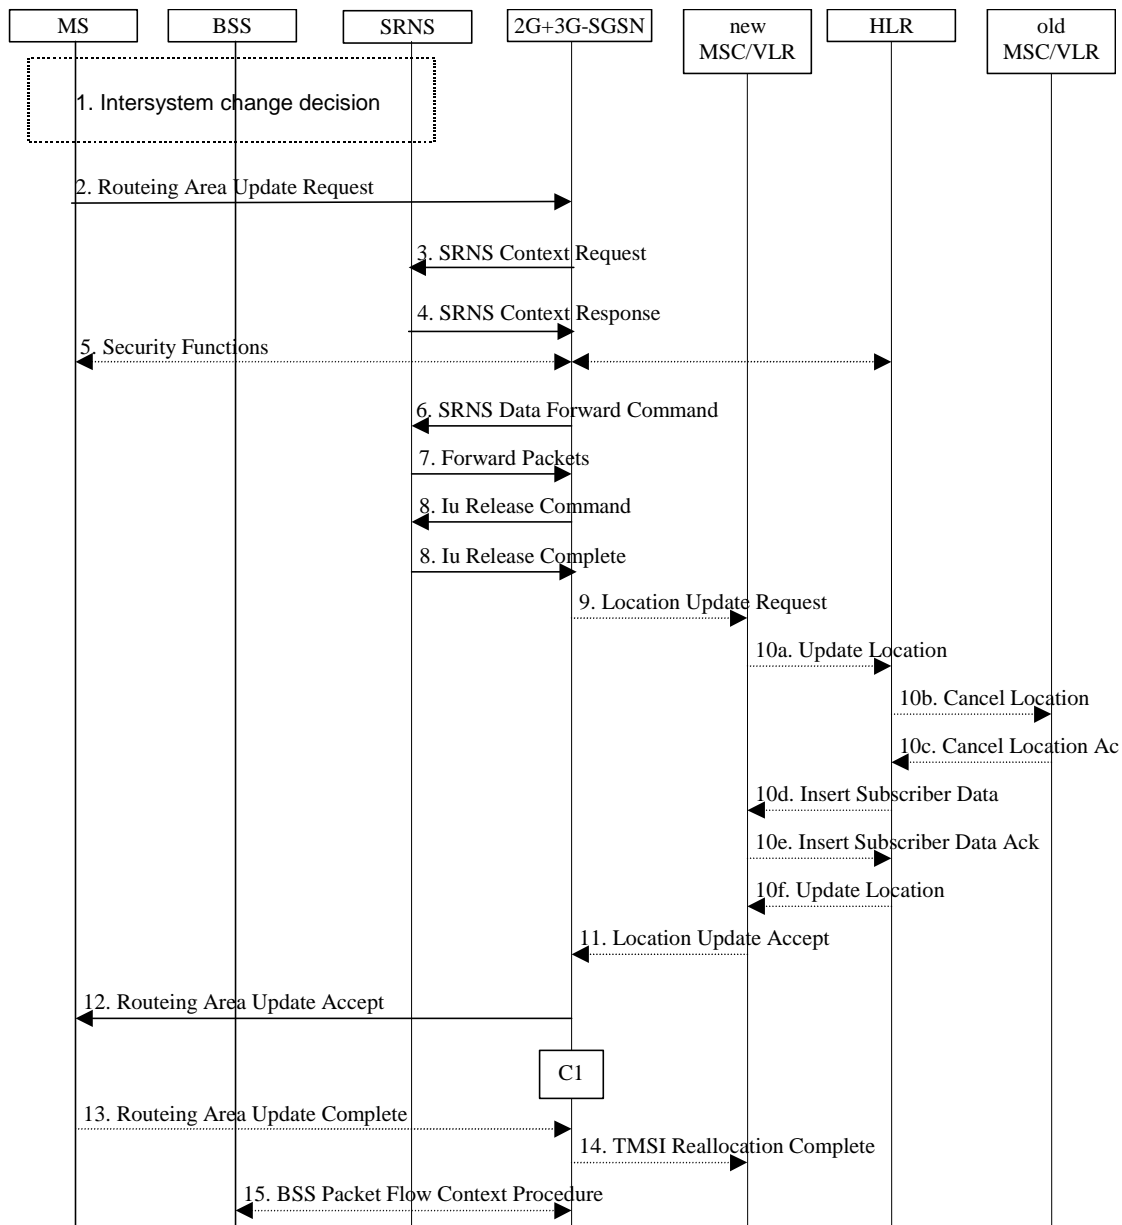 MS
BSS
SRNS
2G+3G-SGSN
new
MSC/VLR
HLR
old
MSC/VLR
1. Intersystem change decision
2. Routeing Area Update Request
3. SRNS Context Request
4. SRNS Context Response
5. Security Functions
6. SRNS Data Forward Command
7. Forward Packets
8. Iu Release Command
8. Iu Release Complete
9. Location Update Request
10a. Update Location
10b. Cancel Location
10c. Cancel Location Ac
10d. Insert Subscriber Data
10e. Insert Subscriber Data Ack
10f. Update Location
11. Location Update Accept
12. Routeing Area Update Accept
C1
13. Routeing Area Update Complete
14. TMSI Reallocation Complete
15. BSS Packet Flow Context Procedure